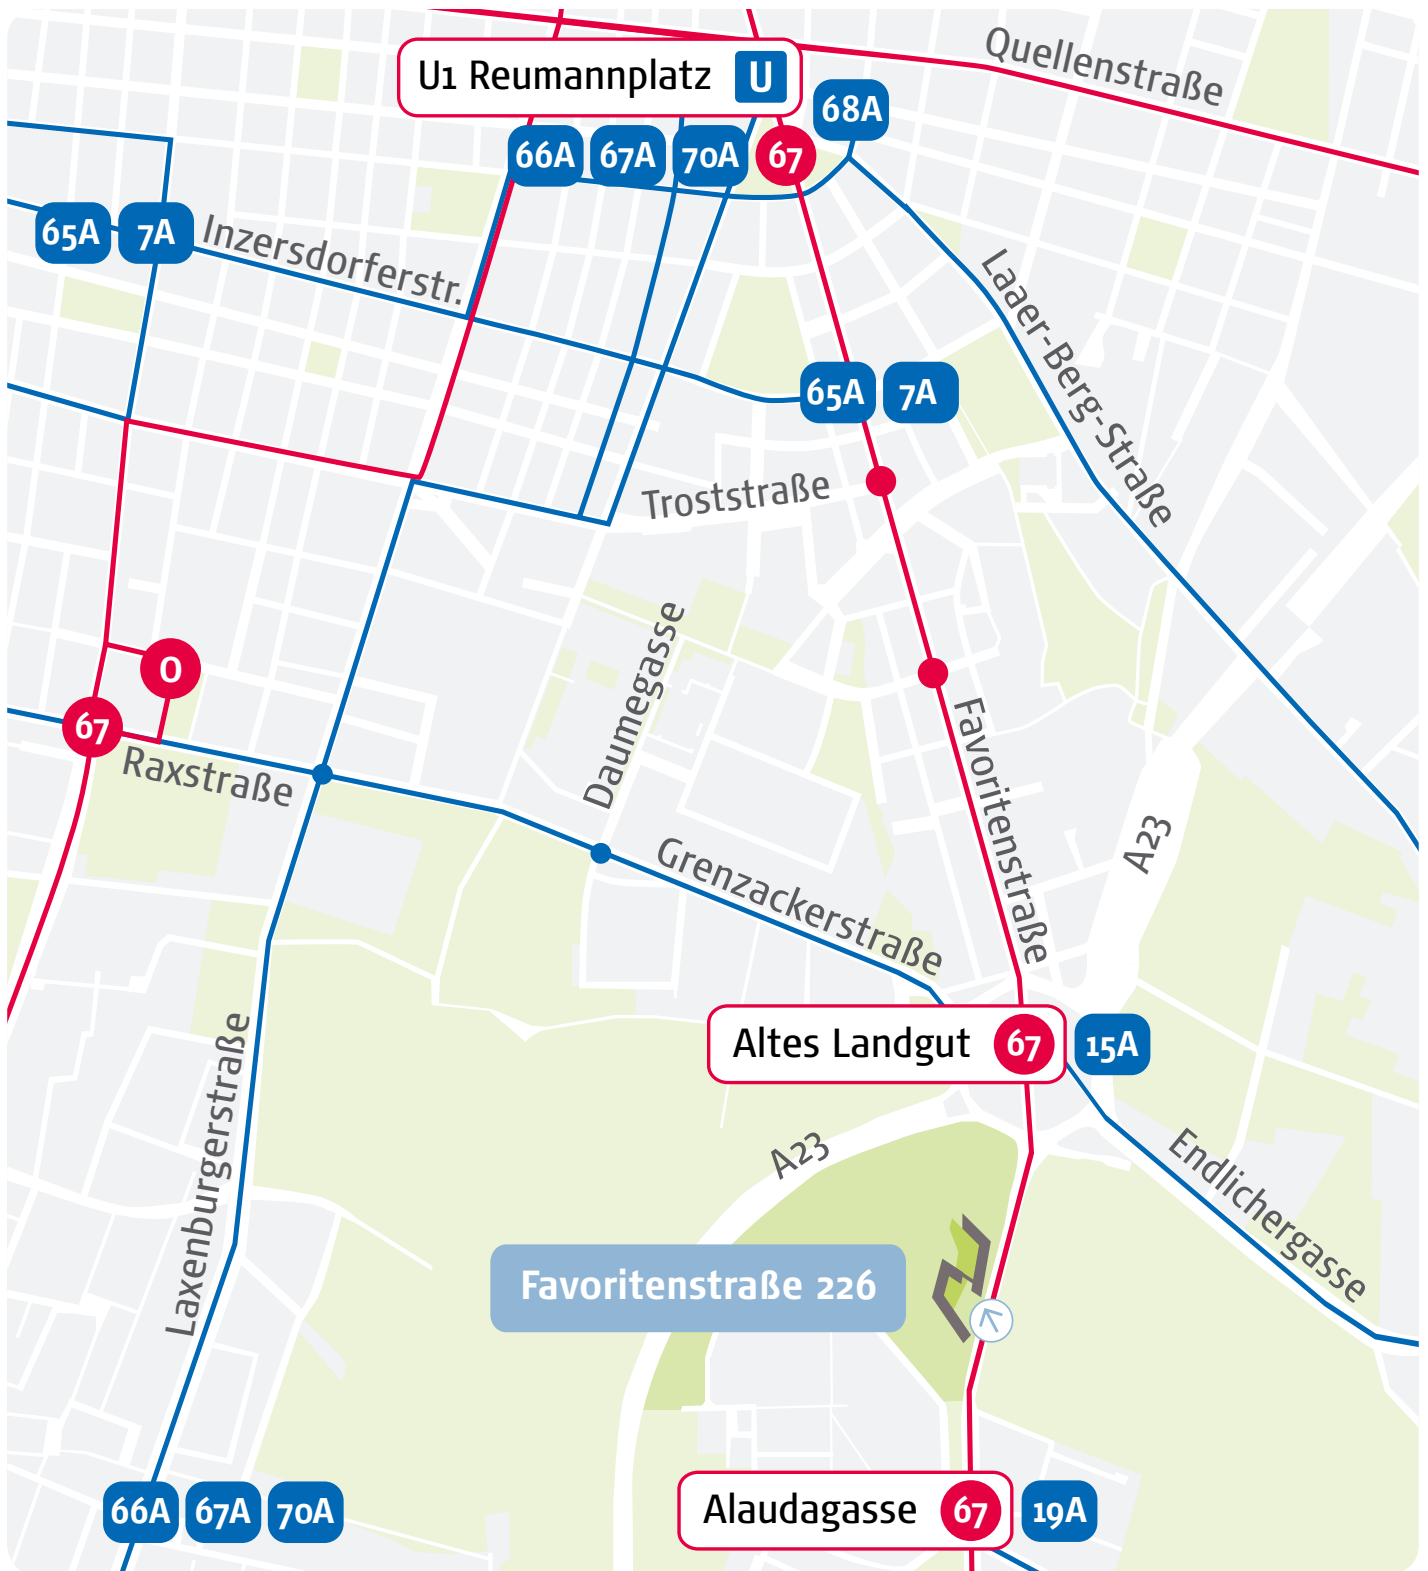 Quellenstraße
U1 Reumannplatz U
68A
66A 67A 70A 67
65A 7A
Inzersdorferstr.
Laaer-Berg-Straße
65A 7A
Troststraße
Daumegasse
O
67
Raxstraße
Favoritenstraße
A23
Grenzackerstraße
Altes Landgut 67 15A
Laxenburgerstraße
A23
Endlichergasse
Favoritenstraße 226
66A 67A 70A
Alaudagasse 67 19A